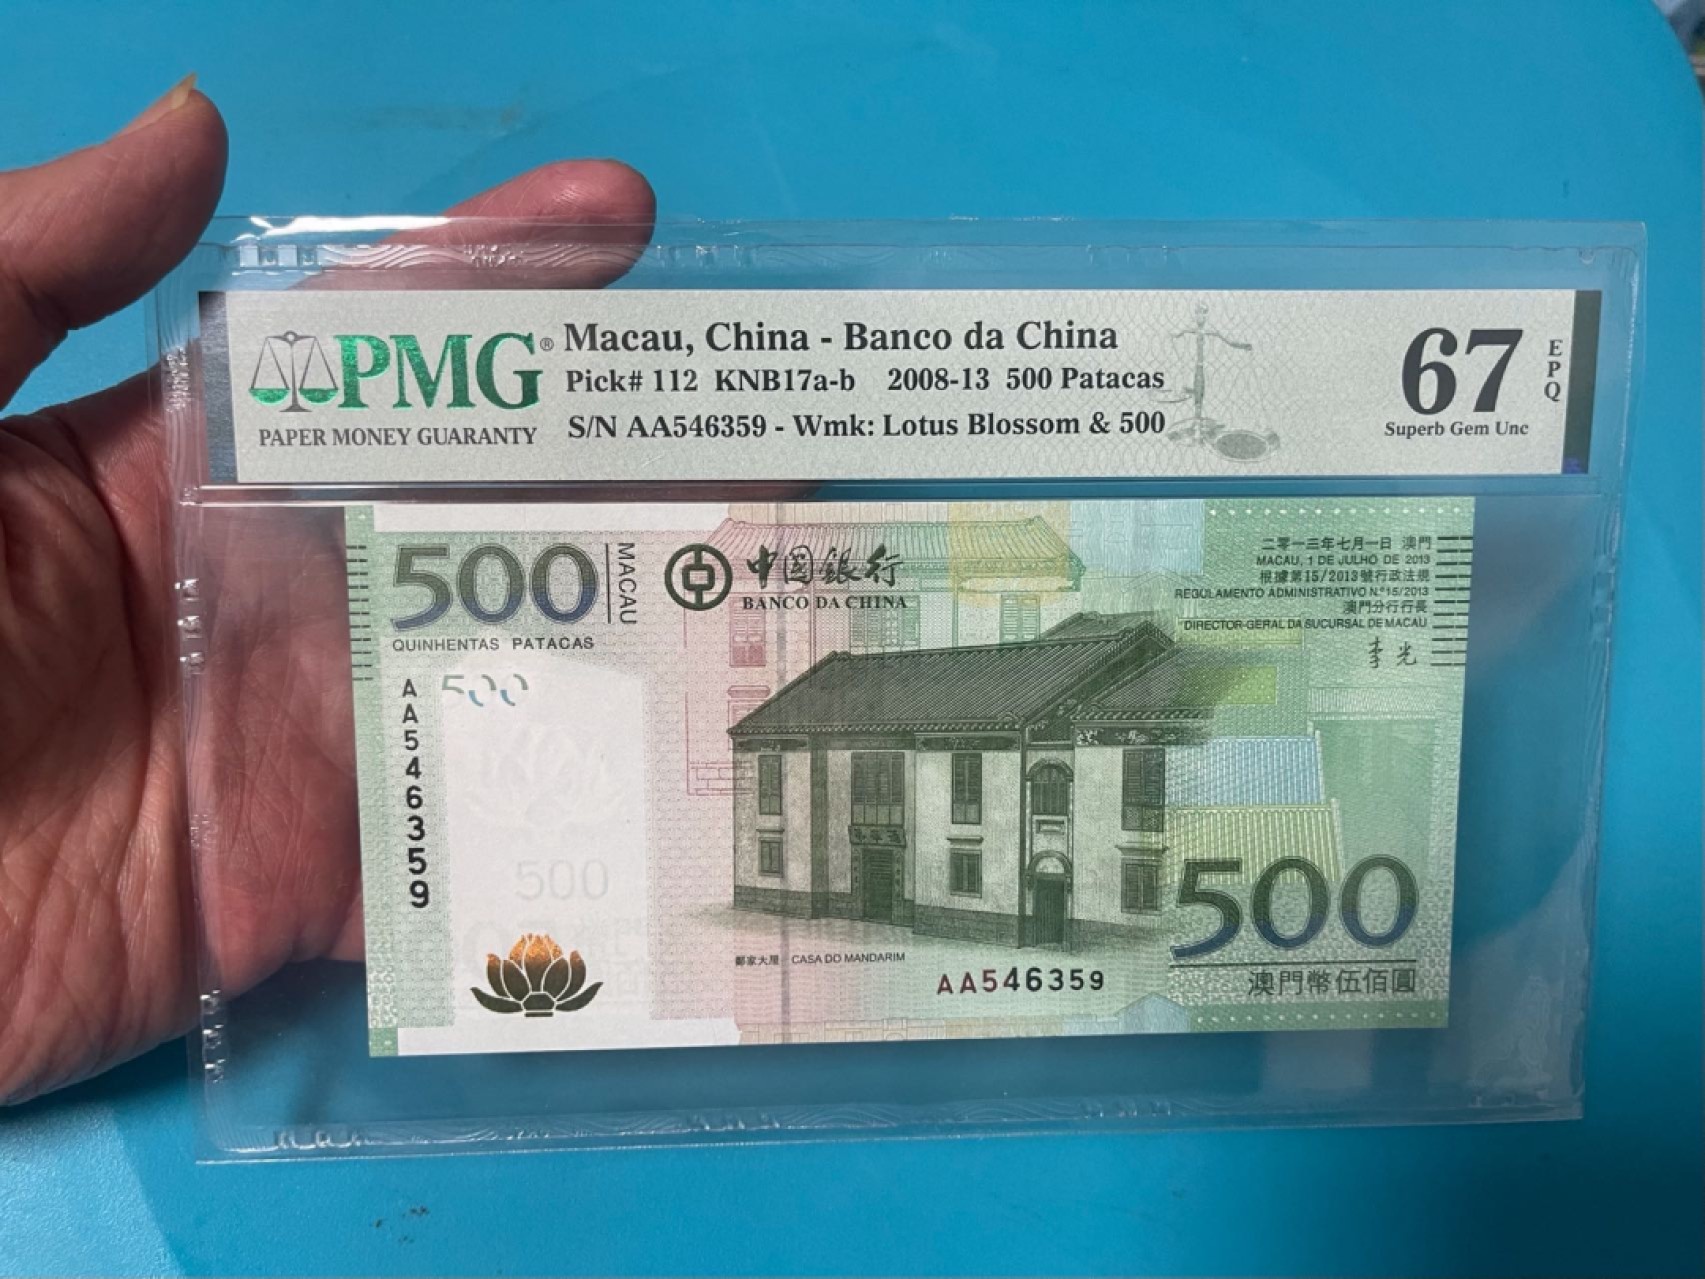 PMG®
PAPER MONEY GUARANTY
Macau, China - Banco da China
Pick# 112 KNB17a-b 2008-13 500 Patacas
S/N AA546359 - Wmk: Lotus Blossom & 500
67
EPQ
Superb Gem Unc
500
MACAU
QUINHENTAS PATACAS
中國銀行
BANCO DA CHINA
二零一三年七月一日 澳門
MACAU, 1 DE JULHO DE 2013
根據第15/2013號行政法規
REGULAMENTO ADMINISTRATIVO N.º 15/2013
澳門分行行長
DIRECTOR-GERAL DA SUCURSAL DE MACAU
李光
AA546359
500
500
鄭家大屋 CASA DO MANDARIM
AA546359
500
澳門幣伍佰圓